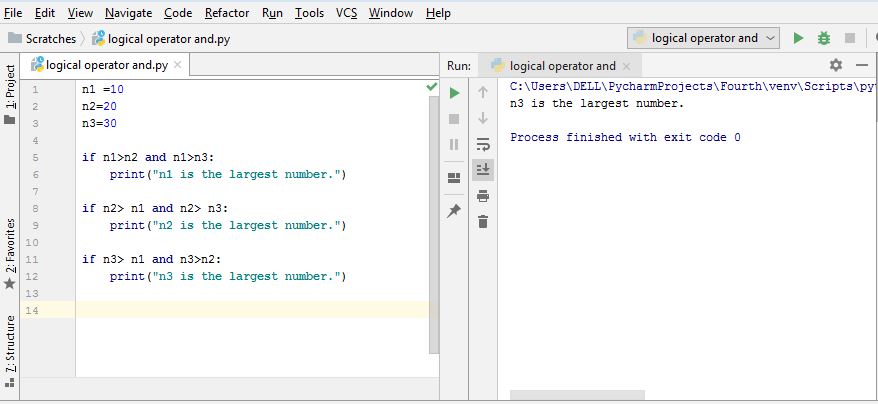 File Edit View Navigate Code Refactor Run Tools VCS Window Help
Scratches logical operator and.py logical operator and
1: Project
2: Favorites
7: Structure
logical operator and.py
1 n1 =10
2 n2=20
3 n3=30
4
5 if n1>n2 and n1>n3:
6 print("n1 is the largest number.")
7
8 if n2> n1 and n2> n3:
9 print("n2 is the largest number.")
10
11 if n3> n1 and n3>n2:
12 print("n3 is the largest number.")
13
14
Run: logical operator and
C:\Users\DELL\PycharmProjects\Fourth\venv\Scripts\py
n3 is the largest number.
Process finished with exit code 0